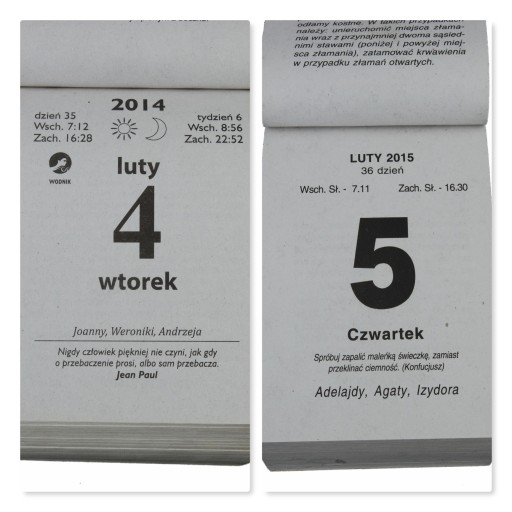 2014
dzień 35
Wsch. 7:12
Zach. 16:28
tydzień 6
Wsch. 8:56
Zach. 22:52
WODNIK
luty
4
wtorek
Joanny, Weroniki, Andrzeja
Nigdy człowiek piękniej nie czyni, jak gdy
o przebaczenie prosi, albo sam przebacza.
Jean Paul
odłamy kostne. W takich przypadkach
należy: unieruchomić miejsca złama-
nia wraz z przynajmniej dwoma sąsied-
nimi stawami (poniżej i powyżej miej-
sca złamania), zatamować krwawienia
w przypadku złamań otwartych.
LUTY 2015
36 dzień
Wsch. Sł. - 7.11 Zach. Sł. - 16.30
5
Czwartek
Spróbuj zapalić maleńką świeczkę, zamiast
przeklinać ciemność. (Konfucjusz)
Adelajdy, Agaty, Izydora